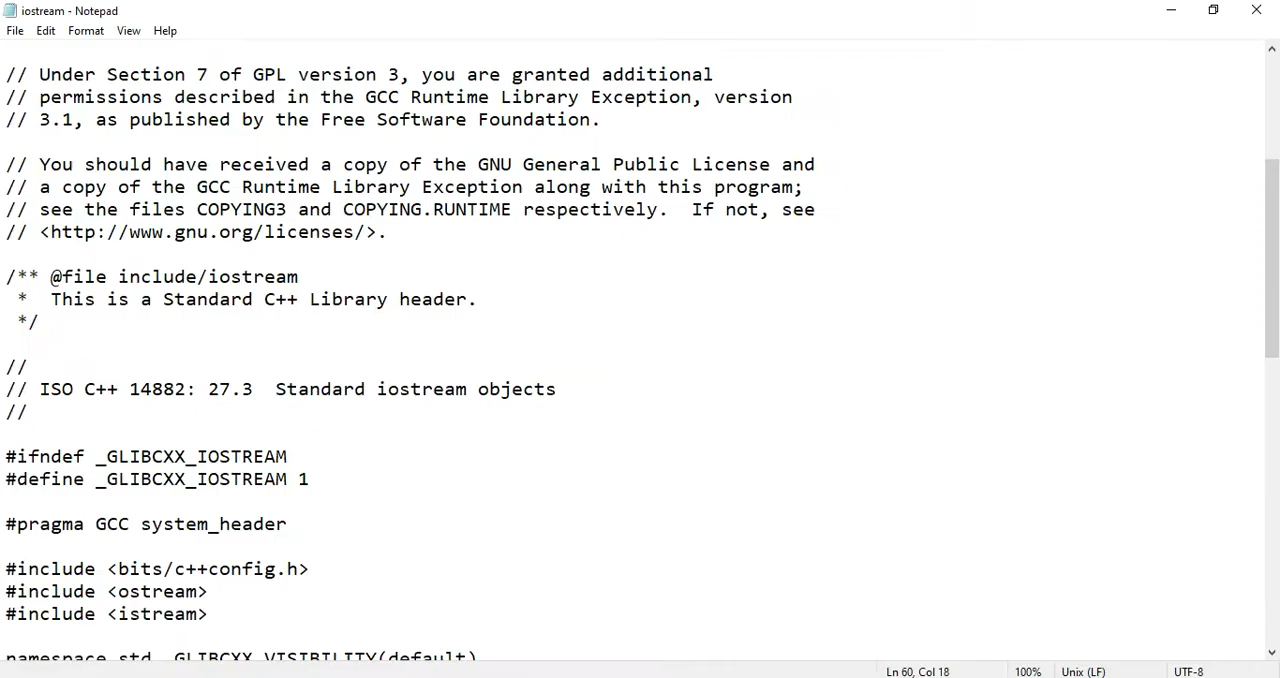 iostream - Notepad
File Edit Format View Help
// Under Section 7 of GPL version 3, you are granted additional
// permissions described in the GCC Runtime Library Exception, version
// 3.1, as published by the Free Software Foundation.
// You should have received a copy of the GNU General Public License and
// a copy of the GCC Runtime Library Exception along with this program;
// see the files COPYING3 and COPYING.RUNTIME respectively.  If not, see
// <http://www.gnu.org/licenses/>.
/** @file include/iostream
 *  This is a Standard C++ Library header.
 */
//
// ISO C++ 14882: 27.3  Standard iostream objects
//
#ifndef _GLIBCXX_IOSTREAM
#define _GLIBCXX_IOSTREAM 1
#pragma GCC system_header
#include <bits/c++config.h>
#include <ostream>
#include <istream>
namespace std _GLIBCXX_VISIBILITY(default)
Ln 60, Col 18 100% Unix (LF) UTF-8